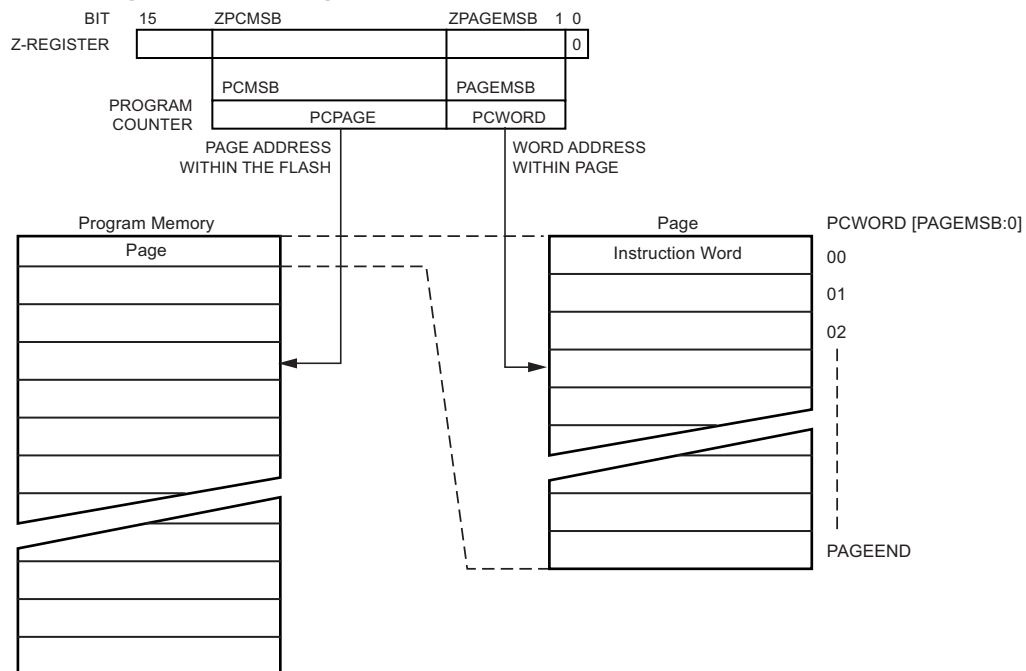 BIT 15 ZPCMSB ZPAGEMSB 1 0
Z-REGISTER 0
PCMSB PAGEMSB
PROGRAM
COUNTER
PCPAGE PCWORD
PAGE ADDRESS
WITHIN THE FLASH
WORD ADDRESS
WITHIN PAGE
Program Memory
Page
Page
PCWORD [PAGEMSB:0]
Instruction Word
00
01
02
PAGEEND